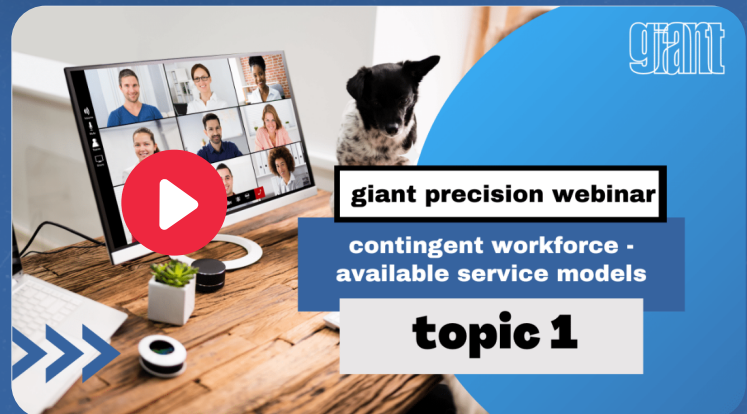 giant
giant precision webinar
contingent workforce -
available service models
topic 1